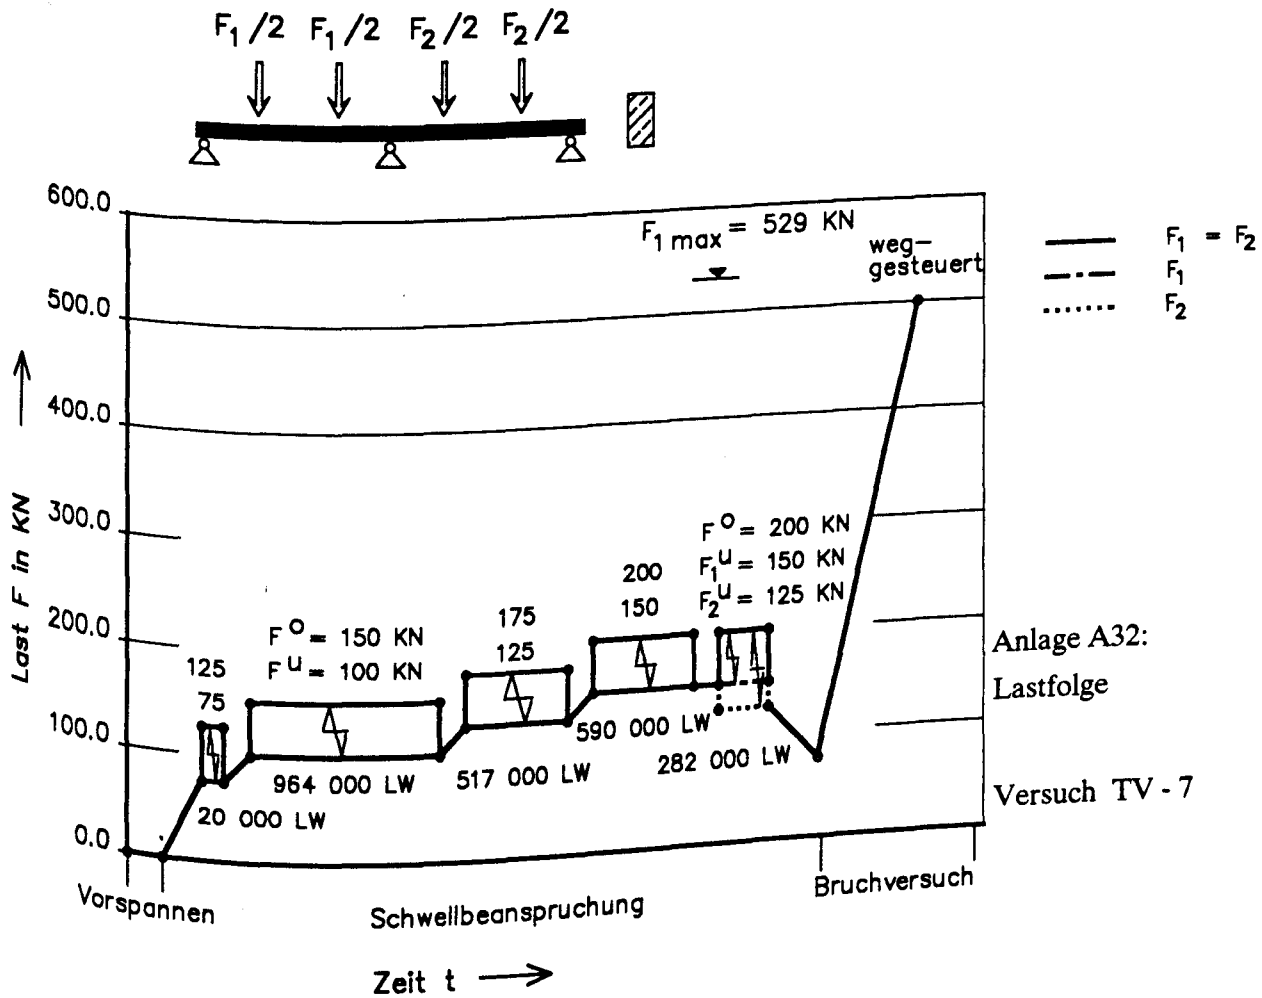 F1/2 F1/2 F2/2 F2/2
600.0
500.0
400.0
300.0
200.0
100.0
0.0
Last F in KN
F1 max = 529 KN
weg-
gesteuert
F1 = F2
F1
F2
125
75
20 000 LW
F^O = 150 KN
F^u = 100 KN
964 000 LW
175
125
517 000 LW
200
150
590 000 LW
F^O = 200 KN
F1^u = 150 KN
F2^u = 125 KN
282 000 LW
Anlage A32:
Lastfolge
Versuch TV - 7
Vorspannen
Schwellbeanspruchung
Bruchversuch
Zeit t